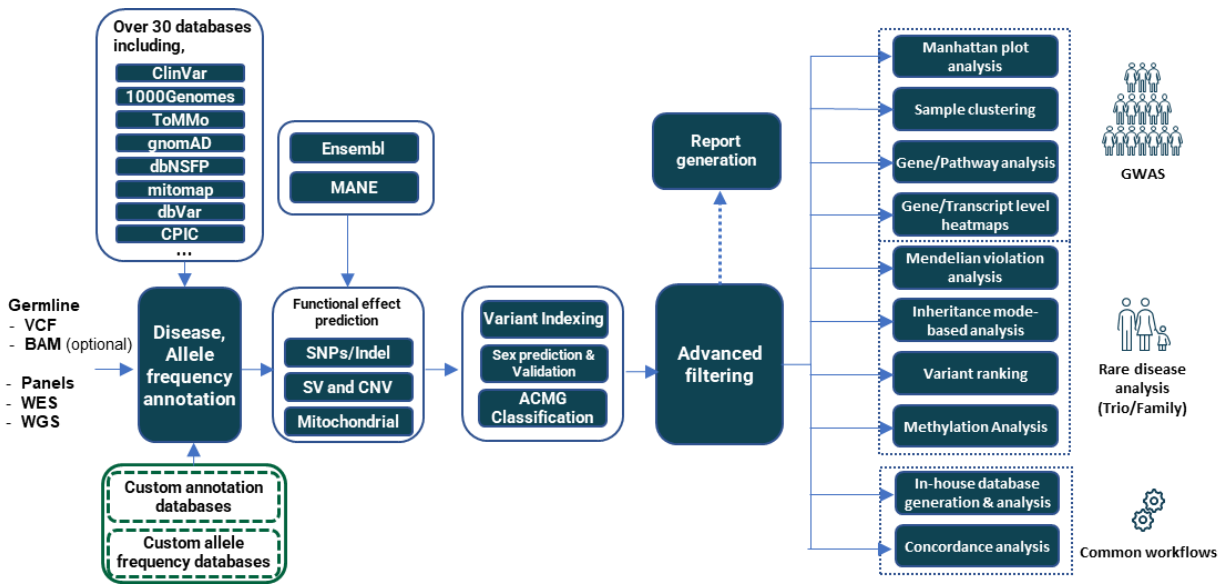 Over 30 databases
including,
ClinVar
1000Genomes
ToMMo
gnomAD
dbNSFP
mitomap
dbVar
CPIC
...
Germline
- VCF
- BAM (optional)
- Panels
- WES
- WGS
Disease,
Allele
frequency
annotation
Custom annotation
databases
Custom allele
frequency databases
Ensembl
MANE
Functional effect
prediction
SNPs/Indel
SV and CNV
Mitochondrial
Variant Indexing
Sex prediction &
Validation
ACMG
Classification
Report
generation
Advanced
filtering
Manhattan plot
analysis
Sample clustering
Gene/Pathway analysis
Gene/Transcript level
heatmaps
GWAS
Mendelian violation
analysis
Inheritance mode-
based analysis
Variant ranking
Methylation Analysis
Rare disease
analysis
(Trio/Family)
In-house database
generation & analysis
Concordance analysis
Common workflows